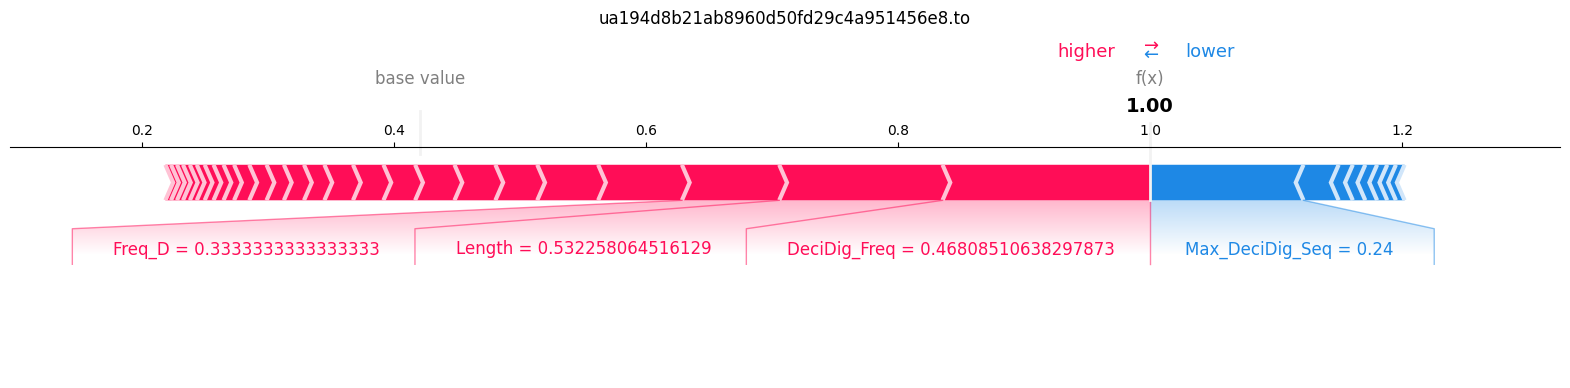 ua194d8b21ab8960d50fd29c4a951456e8.to
higher → ← lower
base value f(x)
1.00
0.2 0.4 0.6 0.8 1 0 1.2
Freq_D = 0.3333333333333333 Length = 0.532258064516129 DeciDig_Freq = 0.46808510638297873 Max_DeciDig_Seq = 0.24